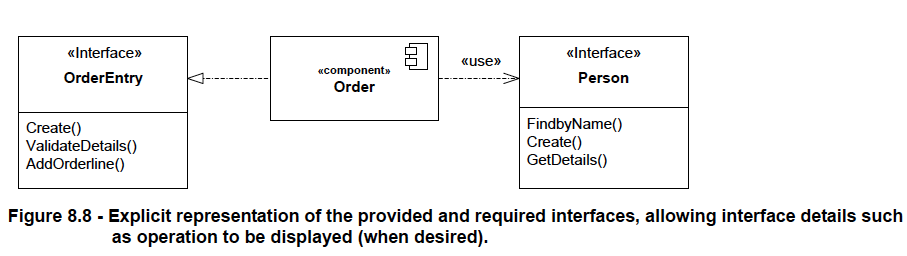 «Interface»
OrderEntry
Create()
ValidateDetails()
AddOrderline()
«component»
Order
«use»
«Interface»
Person
FindbyName()
Create()
GetDetails()
Figure 8.8 - Explicit representation of the provided and required interfaces, allowing interface details such
as operation to be displayed (when desired).